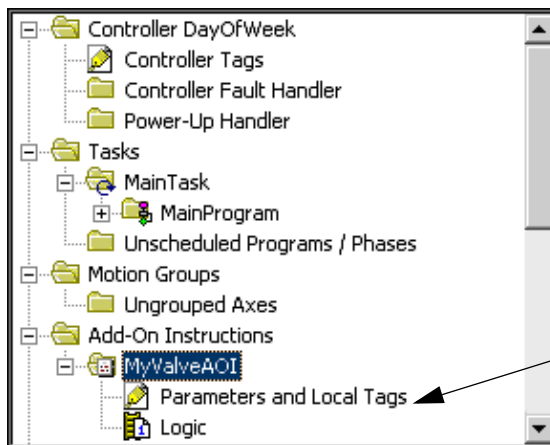 Controller DayOfWeek
Controller Tags
Controller Fault Handler
Power-Up Handler
Tasks
MainTask
MainProgram
Unscheduled Programs / Phases
Motion Groups
Ungrouped Axes
Add-On Instructions
MyValveAOI
Parameters and Local Tags
Logic